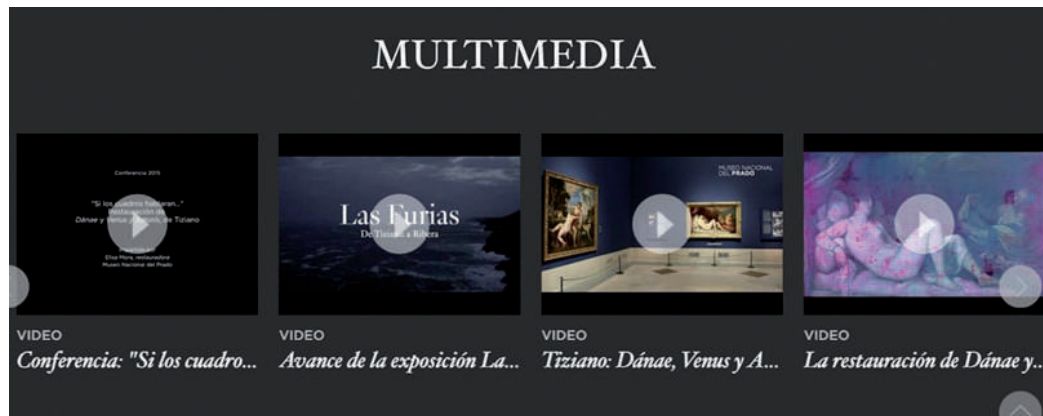 MULTIMEDIA
Conferencia 2015
"Si los cuadros hablaran..."
Restauración de
Dánae y Venus y Adonis, de Tiziano
Elisa Mora, restauradora
Museo Nacional del Prado
VIDEO
Conferencia: "Si los cuadro...
Las Furias
De Tiziano a Ribera
VIDEO
Avance de la exposición La...
MUSEO NACIONAL
DEL PRADO
VIDEO
Tiziano: Dánae, Venus y A...
VIDEO
La restauración de Dánae y...